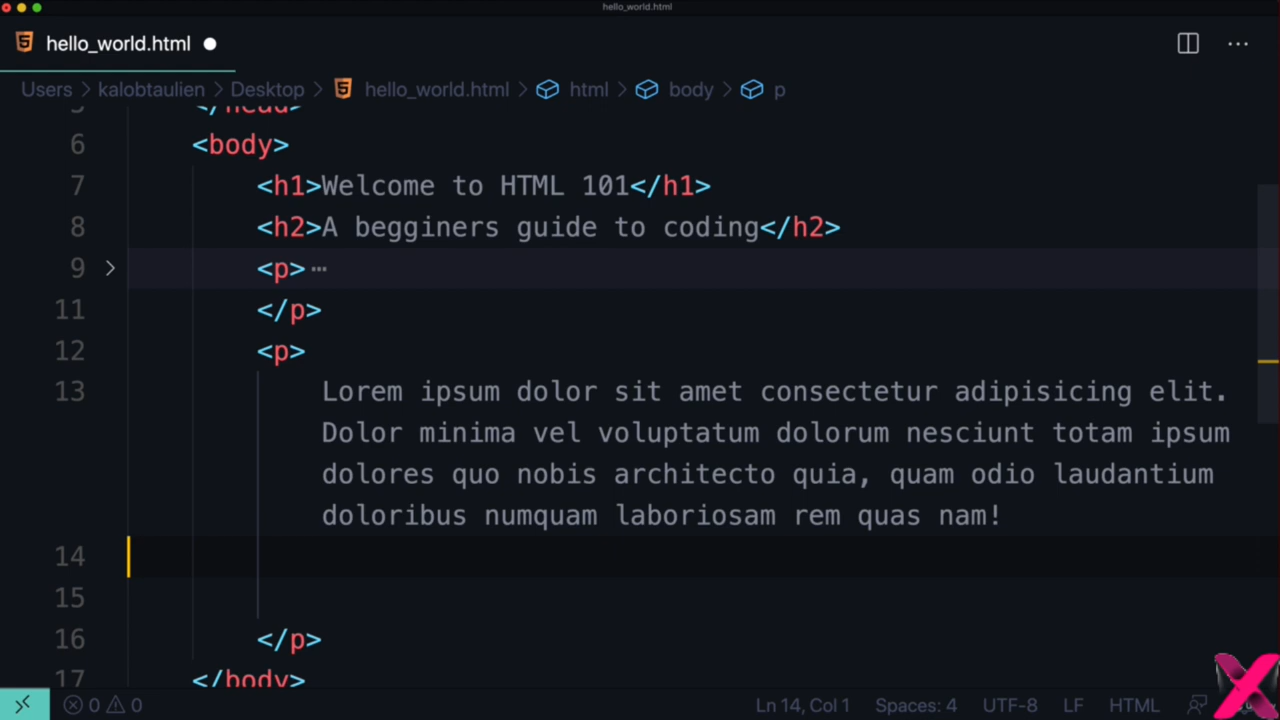 hello_world.html
hello_world.html
Users > kalobtaulien > Desktop > hello_world.html > html > body > p
5 </head>
6 <body>
7 <h1>Welcome to HTML 101</h1>
8 <h2>A begginers guide to coding</h2>
9 > <p> ⋯
11 </p>
12 <p>
13 Lorem ipsum dolor sit amet consectetur adipisicing elit.
Dolor minima vel voluptatum dolorum nesciunt totam ipsum
dolores quo nobis architecto quia, quam odio laudantium
doloribus numquam laboriosam rem quas nam!
14
15
16 </p>
17 </body>
0 0 Ln 14, Col 1 Spaces: 4 UTF-8 LF HTML